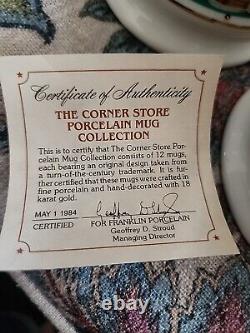 Certificate of Authenticity
THE CORNER STORE
PORCELAIN MUG
COLLECTION
This is to certify that The Corner Store Por-
celain Mug Collection consists of 12 mugs,
each bearing an original design taken from
a turn-of-the-century trademark. It is fur-
ther certified that these mugs were crafted in
fine porcelain and hand-decorated with 18
karat gold.
MAY 1 1984
CERTIFIED
FOR FRANKLIN PORCELAIN
Geoffrey D. Stroud
Managing Director